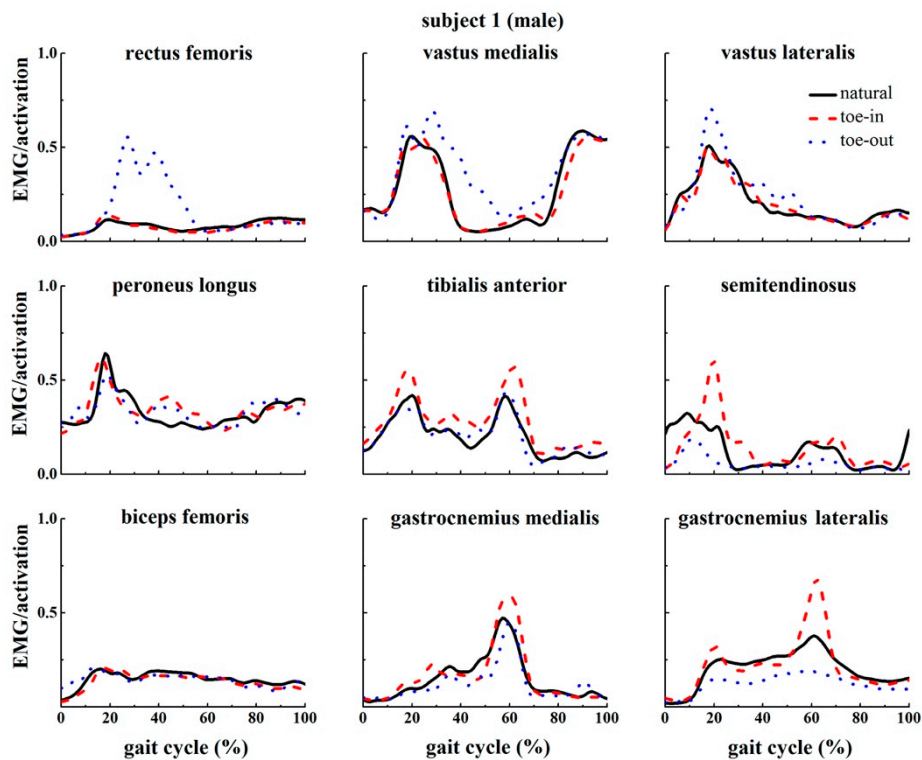 subject 1 (male)
rectus femoris
vastus medialis
vastus lateralis
natural
toe-in
toe-out
EMG/activation
1.0
0.5
0.0
peroneus longus
tibialis anterior
semitendinosus
EMG/activation
1.0
0.5
0.0
biceps femoris
gastrocnemius medialis
gastrocnemius lateralis
EMG/activation
1.0
0.5
0 20 40 60 80 100
0 20 40 60 80 100
0 20 40 60 80 100
gait cycle (%)
gait cycle (%)
gait cycle (%)